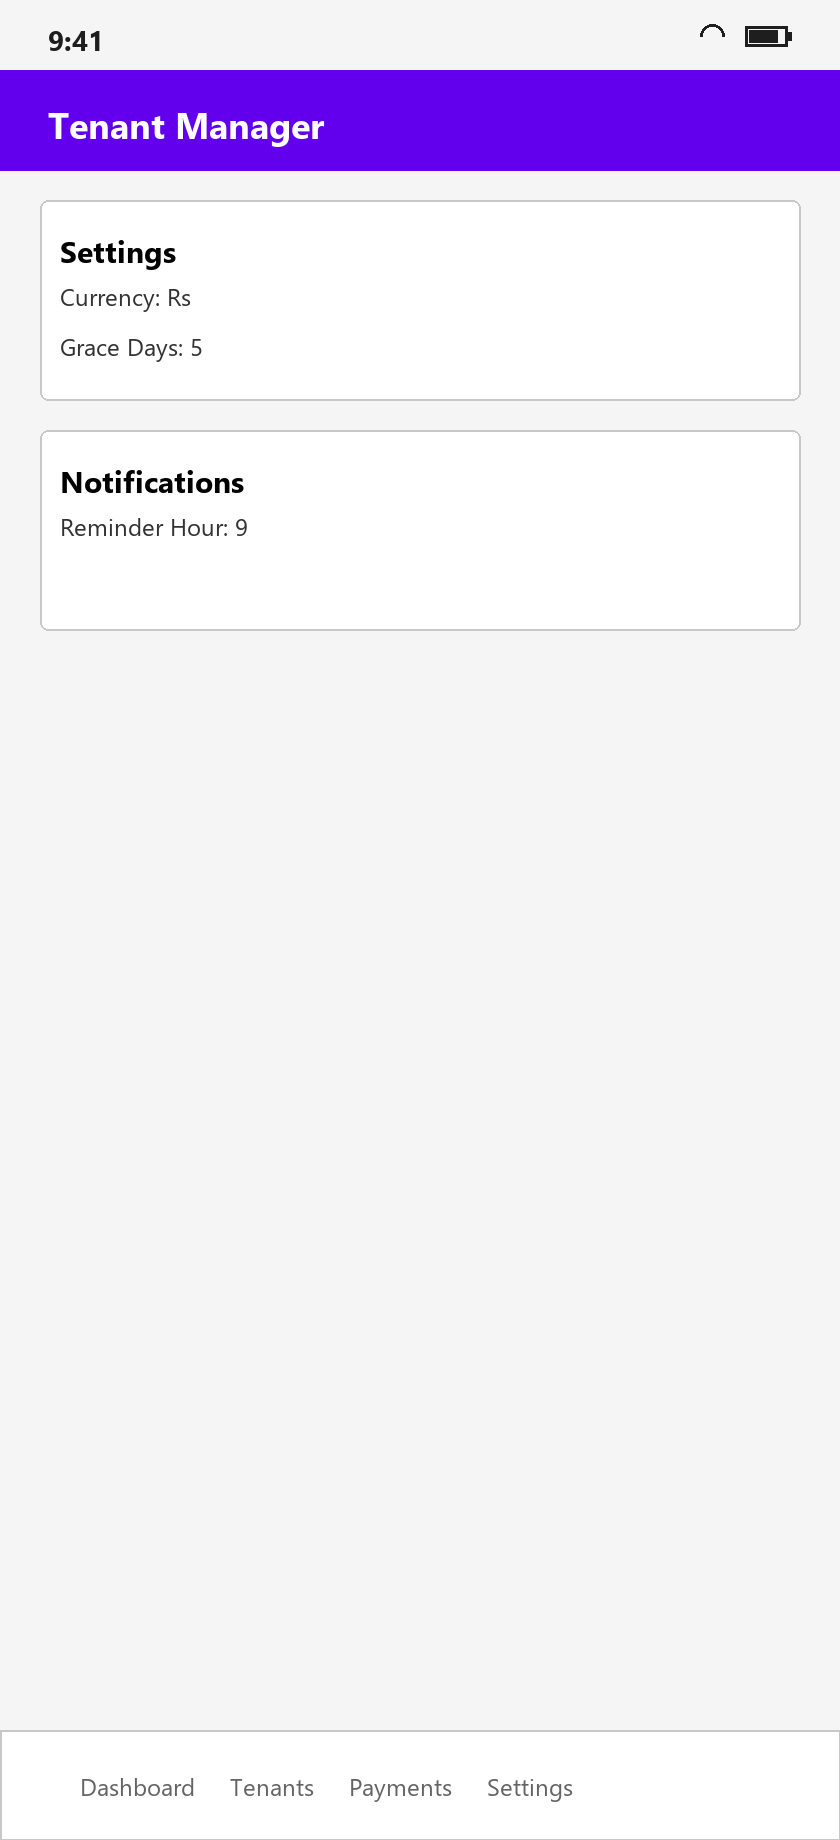 9:41
Tenant Manager
Settings
Currency: Rs
Grace Days: 5
Notifications
Reminder Hour: 9
Dashboard Tenants Payments Settings